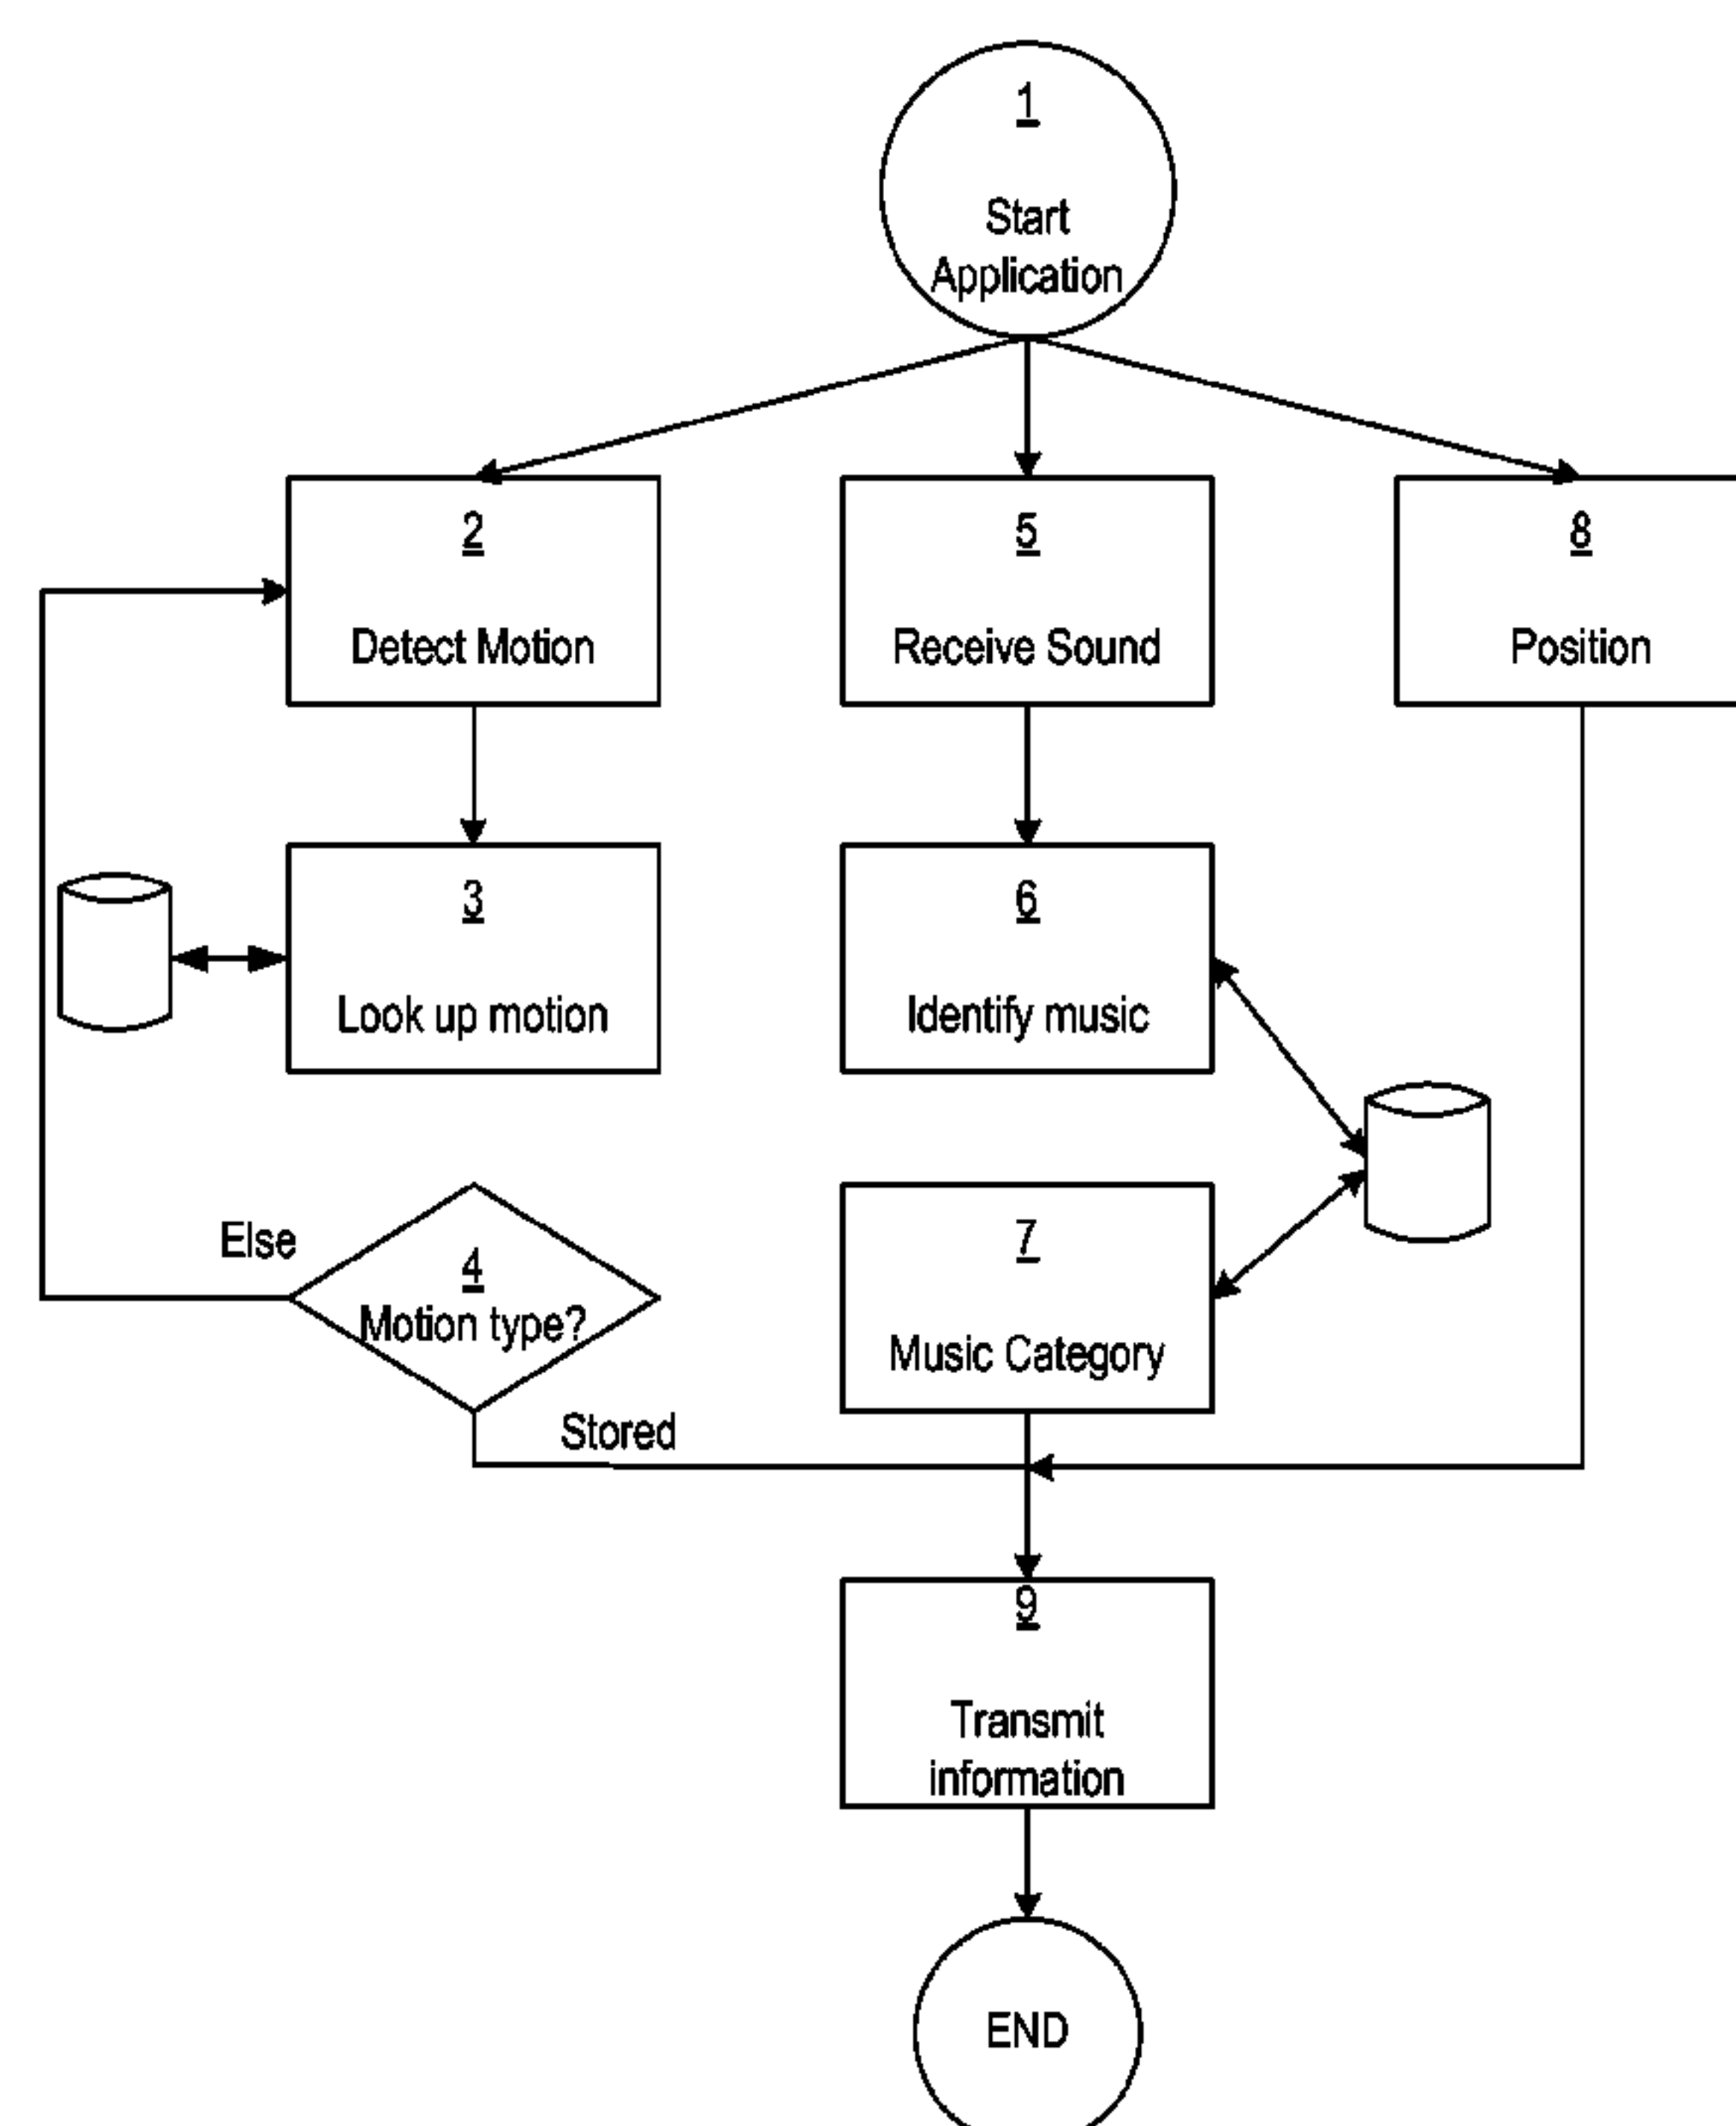 1
Start
Application
2
Detect Motion
5
Receive Sound
8
Position
3
Look up motion
6
Identify music
Else
4
Motion type?
7
Music Category
Stored
9
Transmit
information
END